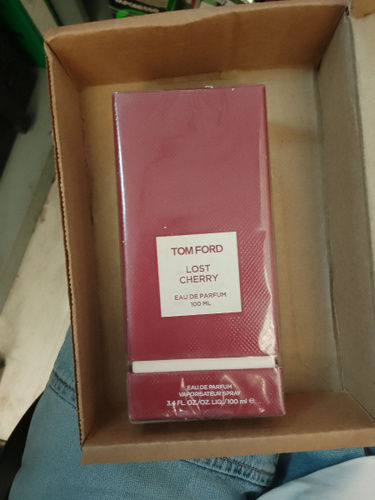 TOM FORD
LOST
CHERRY
EAU DE PARFUM
100 ML
EAU DE PARFUM
VAPORISATEUR SPRAY
3.4 FL. OZ./OZ. LIQ./100 ml e